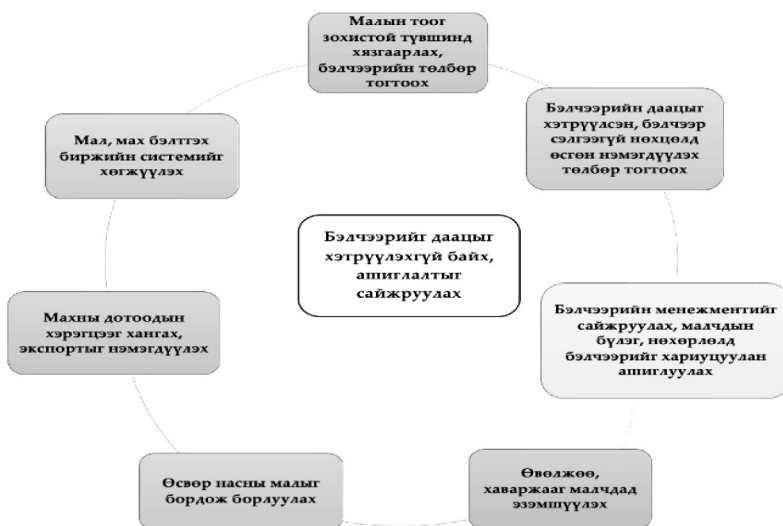 Малын тоог
зохистой түвшинд
хязгаарлах,
бэлчээрийн төлбөр
тогтоох
Бэлчээрийн даацыг
хэтрүүлсэн, бэлчээр
сэлгээгүй нөхцөлд
өсгөн нэмэгдүүлэх
төлбөр тогтоох
Бэлчээрийн менежментийг
сайжруулах, малчдын
бүлэг, нөхөрлөлд
бэлчээрийг хариуцуулан
ашиглуулах
Өвөлжөө,
хаваржааг малчдад
эзэмшүүлэх
Өсвөр насны малыг
бордож борлуулах
Махны дотоодын
хэрэгцээг хангах,
экспортыг нэмэгдүүлэх
Мал, мах бэлтгэх
биржийн системийг
хөгжүүлэх
Бэлчээрийг даацыг
хэтрүүлэхгүй байх,
ашиглалтыг
сайжруулах